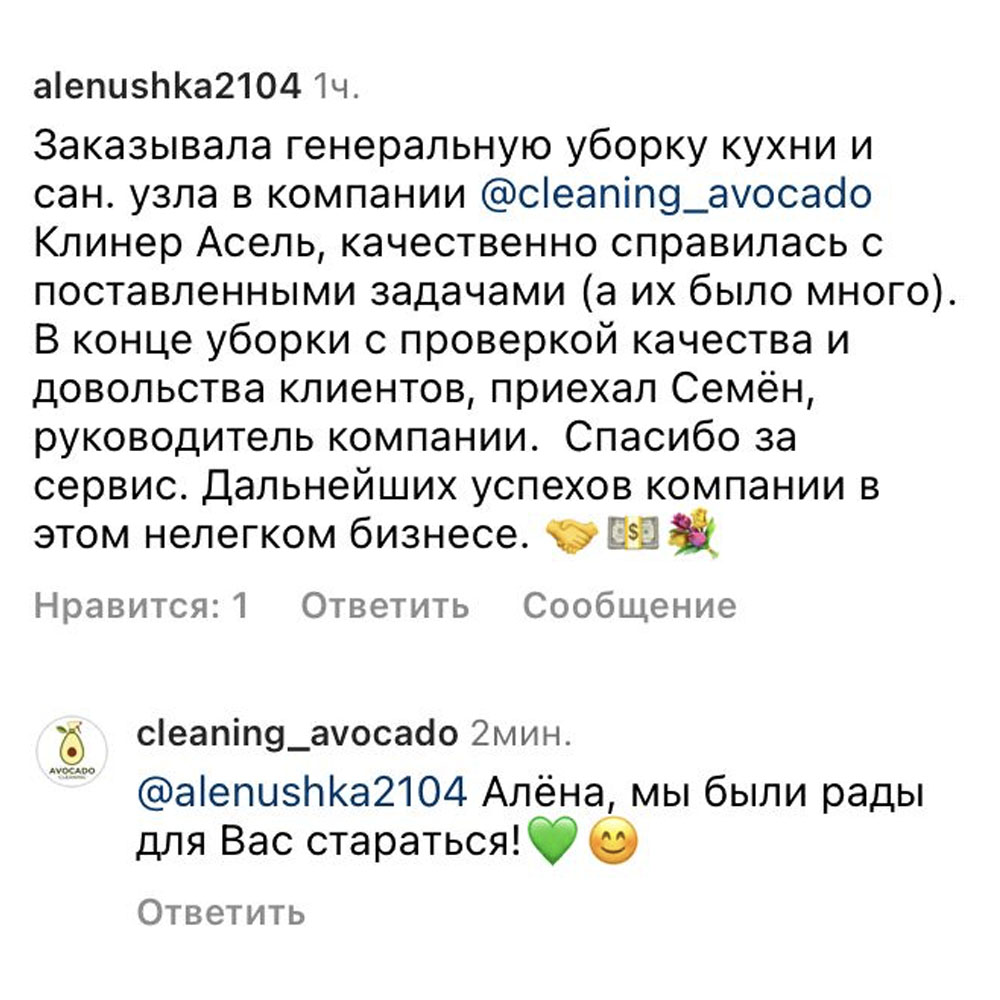 alenushka2104 1ч.
Заказывала генеральную уборку кухни и
сан. узла в компании @cleaning_avocado
Клинер Асель, качественно справилась с
поставленными задачами (а их было много).
В конце уборки с проверкой качества и
довольства клиентов, приехал Семён,
руководитель компании.  Спасибо за
сервис. Дальнейших успехов компании в
этом нелегком бизнесе. 🤝 💵 💐
Нравится: 1 Ответить Сообщение
cleaning_avocado 2мин.
AVOCADO
CLEANING
@alenushka2104 Алёна, мы были рады
для Вас стараться!💚 😊
Ответить